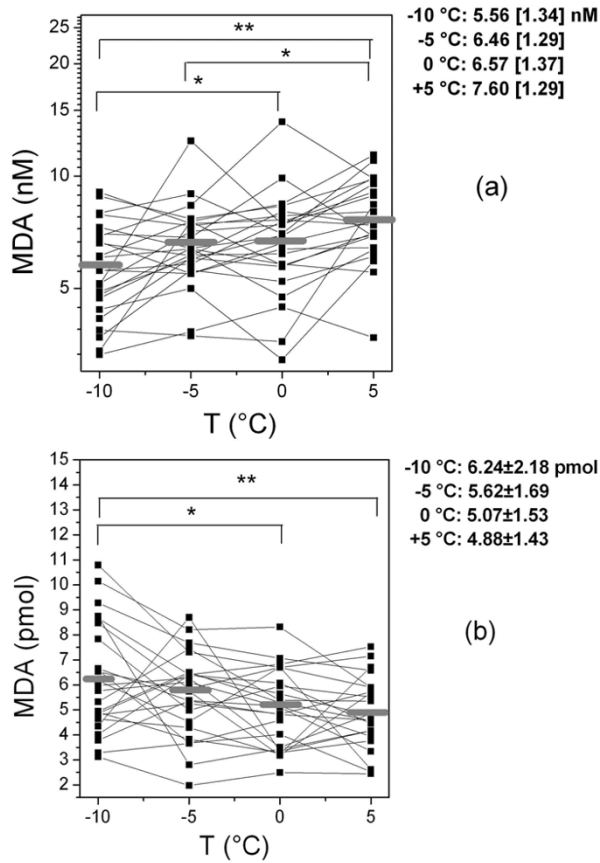 -10 °C: 5.56 [1.34] nM
-5 °C: 6.46 [1.29]
0 °C: 6.57 [1.37]
+5 °C: 7.60 [1.29]
25
20
15
10
5
MDA (nM)
**
*
*
(a)
-10 -5 0 5
T (°C)
-10 °C: 6.24±2.18 pmol
-5 °C: 5.62±1.69
0 °C: 5.07±1.53
+5 °C: 4.88±1.43
15
14
13
12
11
10
9
8
7
6
5
4
3
2
MDA (pmol)
**
*
(b)
-10 -5 0 5
T (°C)